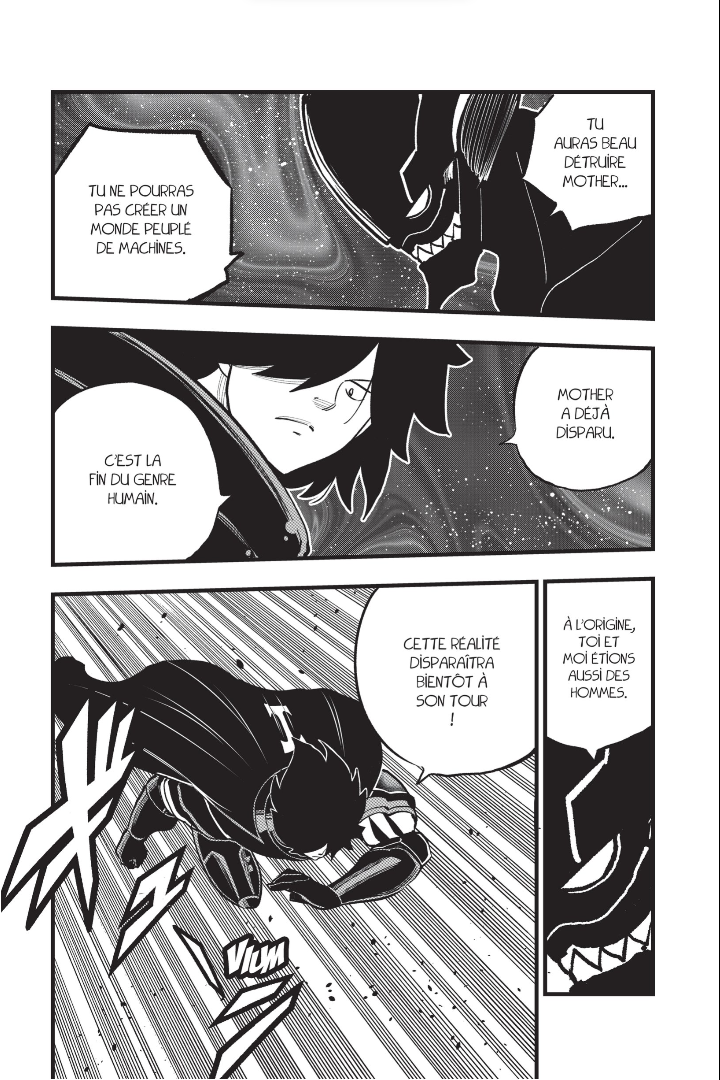 TU
AURAS BEAU
DÉTRUIRE
MOTHER...
TU NE POURRAS
PAS CRÉER UN
MONDE PEUPLÉ
DE MACHINES.
MOTHER
A DÉJÀ
DISPARU.
C'EST LA
FIN DU GENRE
HUMAIN.
À L'ORIGINE,
TOI ET
MOI ÉTIONS
AUSSI DES
HOMMES.
CETTE RÉALITÉ
DISPARAÎTRA
BIENTÔT À
SON TOUR
!
VIUM